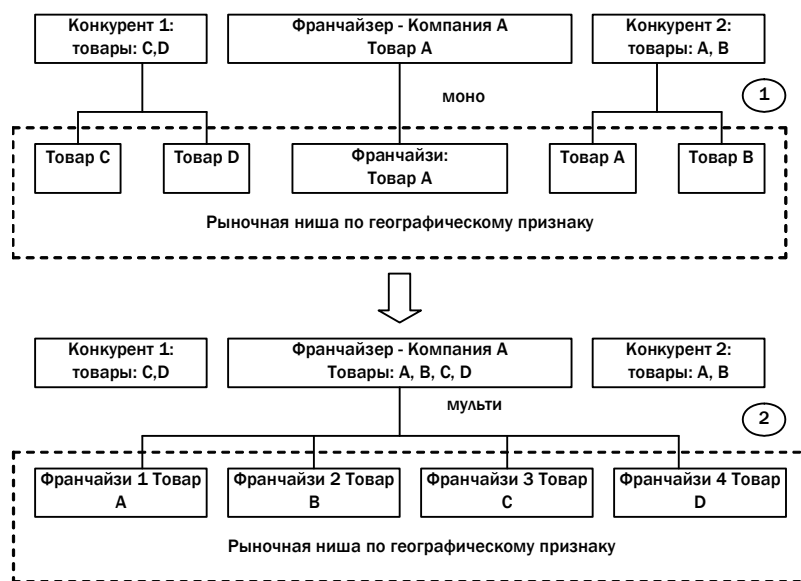 Конкурент 1:
товары: C,D
Франчайзер - Компания А
Товар А
Конкурент 2:
товары: А, В
моно
1
Товар С
Товар D
Франчайзи:
Товар А
Товар А
Товар В
Рыночная ниша по географическому признаку
Конкурент 1:
товары: C,D
Франчайзер - Компания А
Товары: А, В, С, D
Конкурент 2:
товары: А, В
мульти
2
Франчайзи 1 Товар
А
Франчайзи 2 Товар
В
Франчайзи 3 Товар
С
Франчайзи 4 Товар
D
Рыночная ниша по географическому признаку